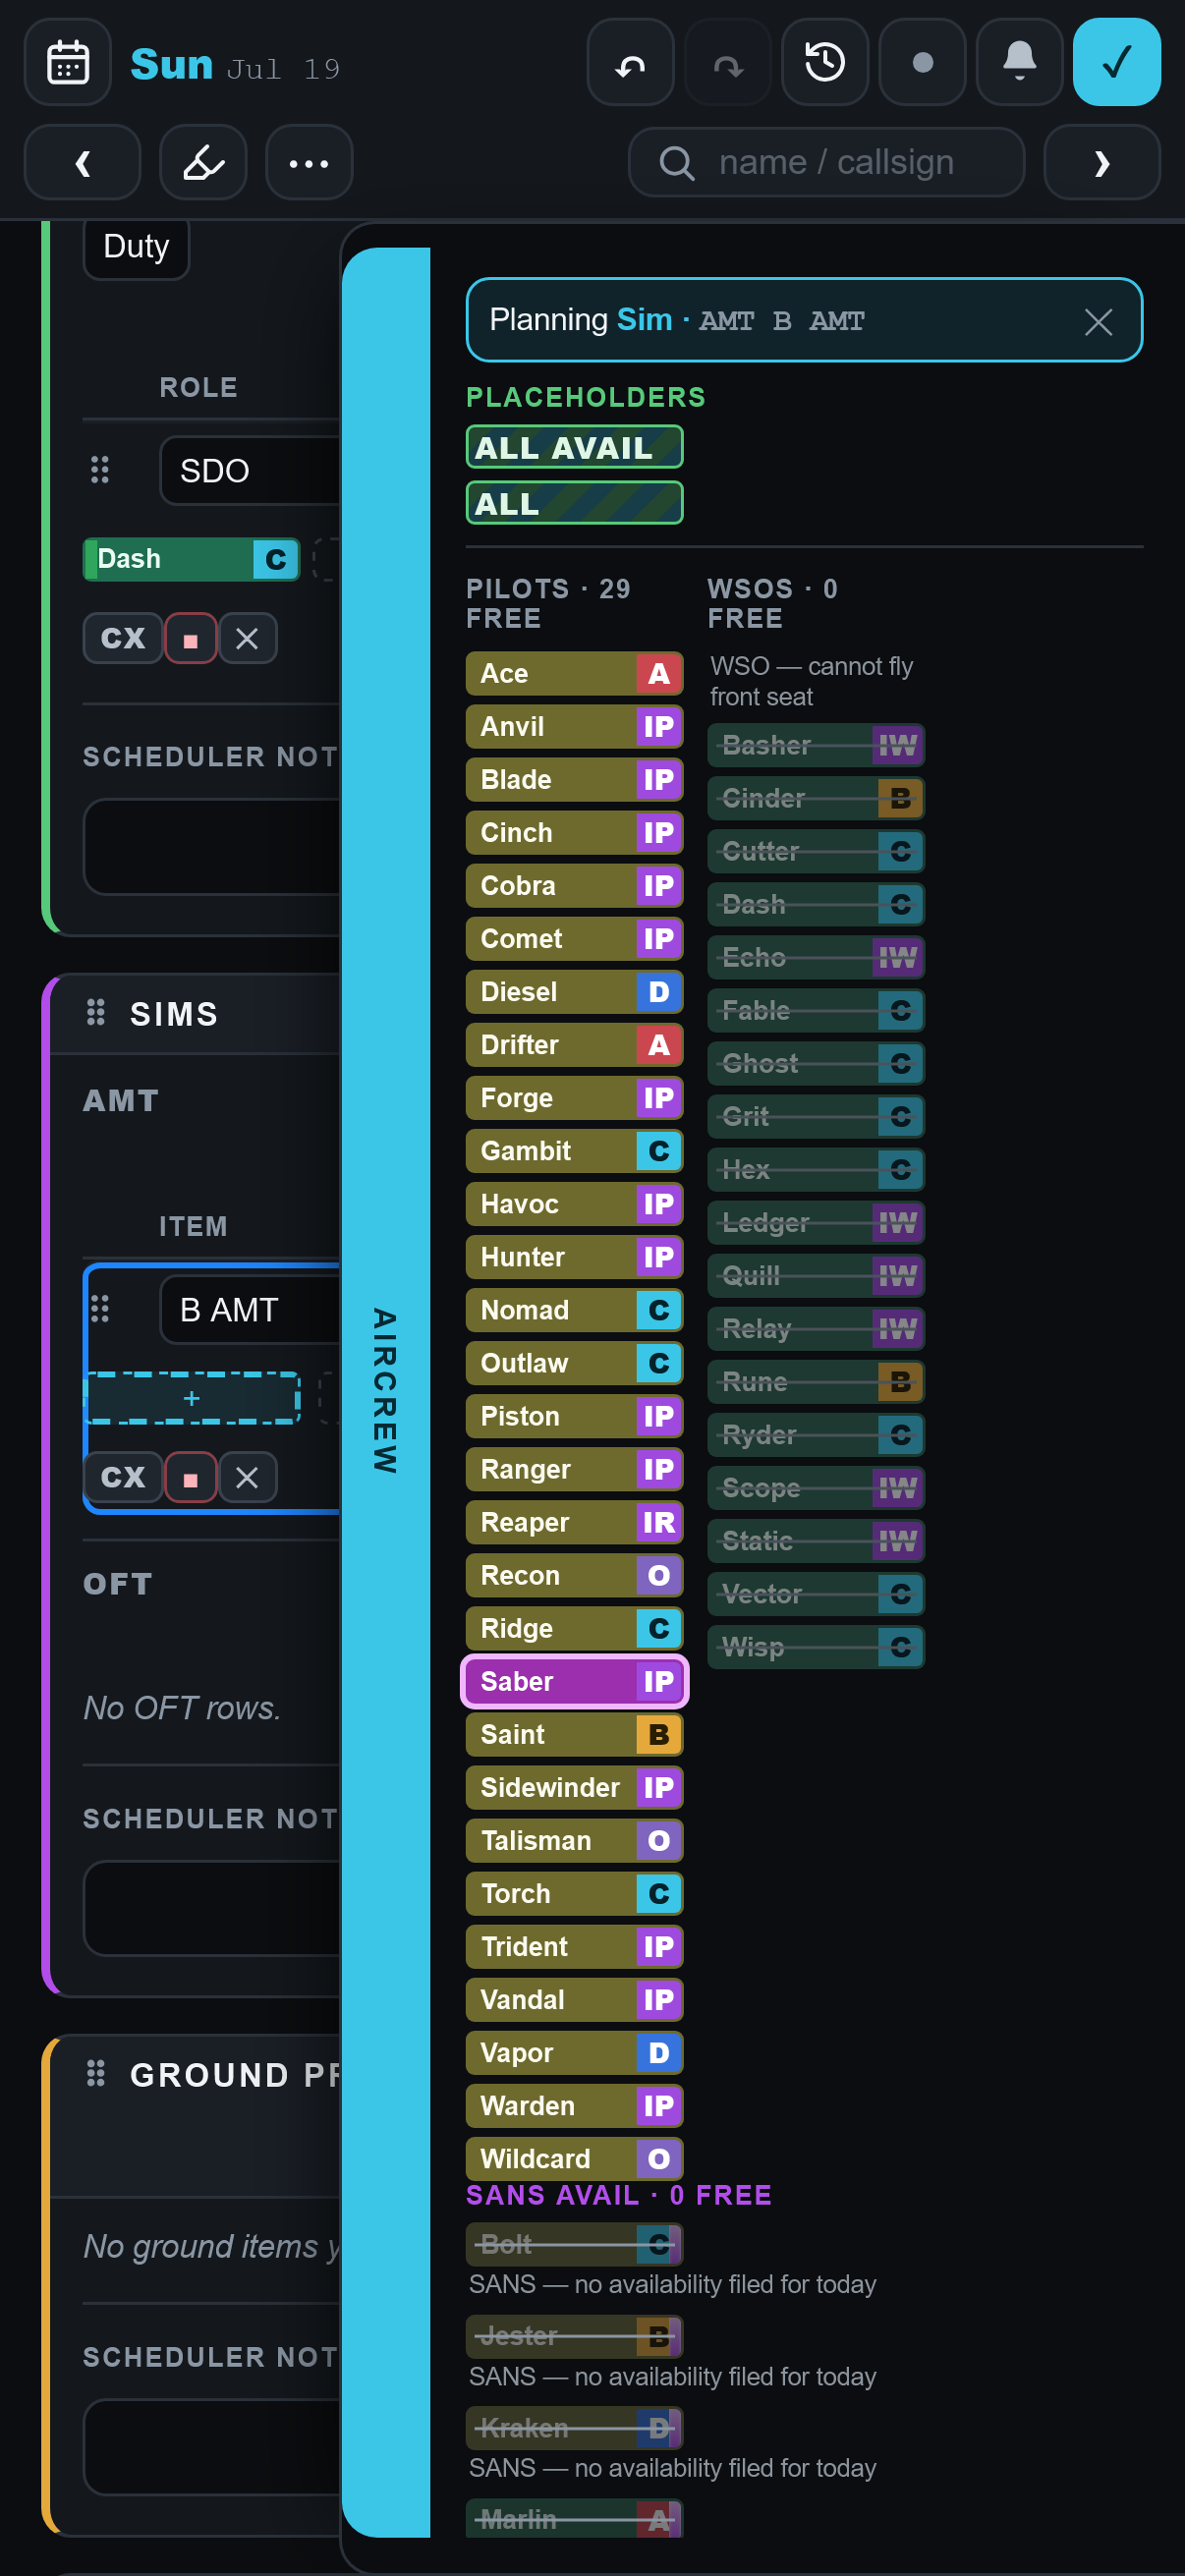 Sun Jul 19
name / callsign
Duty
ROLE
SDO
Dash C
CX
SCHEDULER NOT
SIMS
AMT
ITEM
B AMT
+
CX
OFT
No OFT rows.
SCHEDULER NOT
GROUND PR
No ground items y
SCHEDULER NOT
AIRCREW
Planning Sim · AMT B AMT
PLACEHOLDERS
ALL AVAIL
ALL
PILOTS · 29
FREE
Ace A
Anvil IP
Blade IP
Cinch IP
Cobra IP
Comet IP
Diesel D
Drifter A
Forge IP
Gambit C
Havoc IP
Hunter IP
Nomad C
Outlaw C
Piston IP
Ranger IP
Reaper IR
Recon O
Ridge C
Saber IP
Saint B
Sidewinder IP
Talisman O
Torch C
Trident IP
Vandal IP
Vapor D
Warden IP
Wildcard O
WSOS · 0
FREE
WSO — cannot fly
front seat
Basher IW
Cinder B
Cutter C
Dash C
Echo IW
Fable C
Ghost C
Grit C
Hex C
Ledger IW
Quill IW
Relay IW
Rune B
Ryder C
Scope IW
Static IW
Vector C
Wisp C
SANS AVAIL · 0 FREE
Bolt C
SANS — no availability filed for today
Jester B
SANS — no availability filed for today
Kraken D
SANS — no availability filed for today
Marlin A